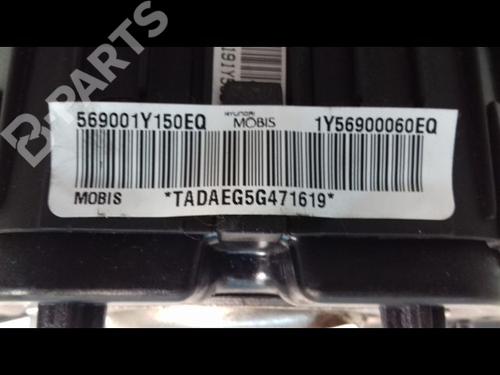 B-PARTS
569001Y150EQ
HYUNDAI
MOBIS
1Y56900060EQ
MOBIS
*TADAEG5G471619*